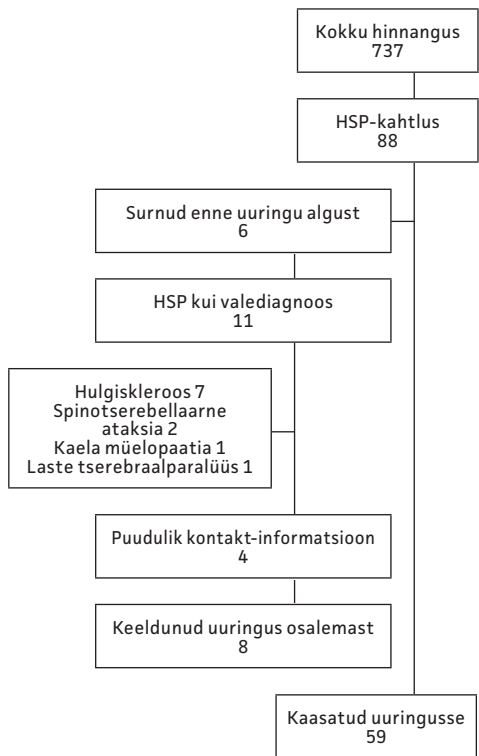 Kokku hinnangus
737
HSP-kahtlus
88
Surnud enne uuringu algust
6
HSP kui valediagnoos
11
Hulgiskleroos 7
Spinotserebellaarne
ataksia 2
Kaela müelopaatia 1
Laste tserebraalparalüüs 1
Puudulik kontakt-informatsioon
4
Keeldunud uuringus osalemast
8
Kaasatud uuringusse
59